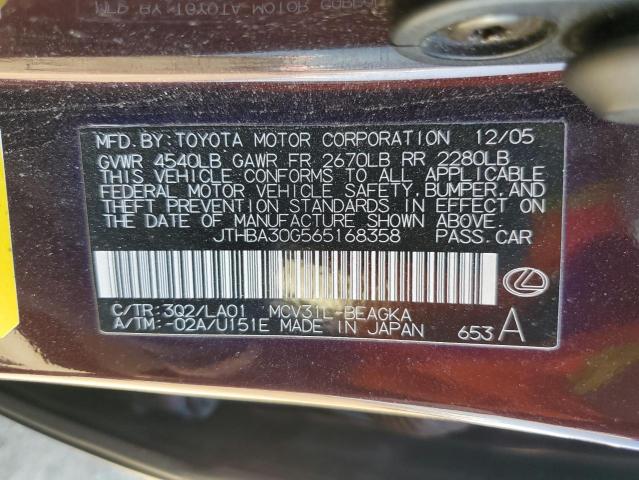 MFD. BY: TOYOTA MOTOR CORPORATION 12/05
GVWR 4540LB GAWR FR 2670LB RR 2280LB
THIS VEHICLE CONFORMS TO ALL APPLICABLE
FEDERAL MOTOR VEHICLE SAFETY, BUMPER, AND
THEFT PREVENTION STANDARDS IN EFFECT ON
THE DATE OF MANUFACTURE SHOWN ABOVE.
JTHBA30G565168358 PASS. CAR
C/TR: 3Q2/LA01 MCV31L-BEAGKA
A/TM: -02A/U151E MADE IN JAPAN 653 A